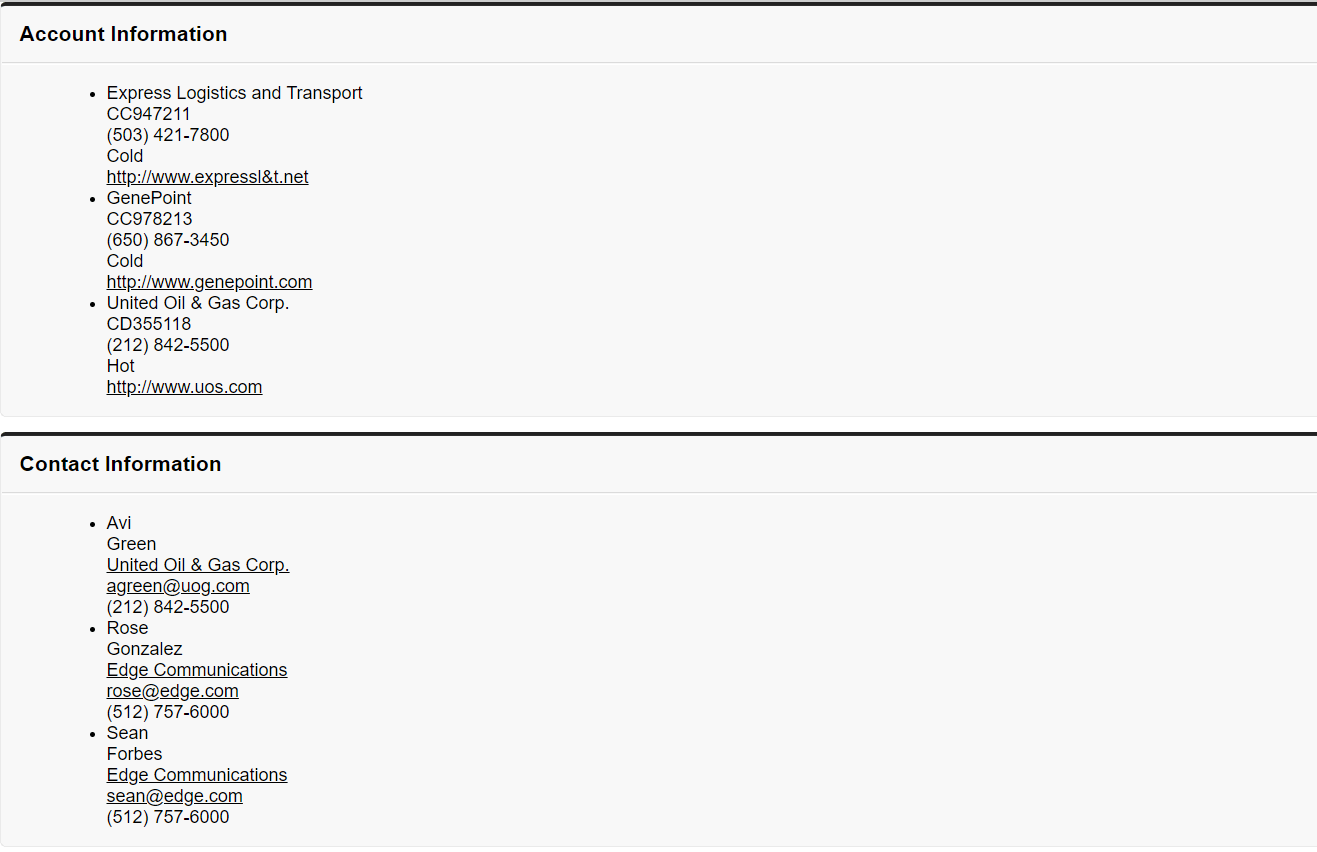 Account Information
Express Logistics and Transport
CC947211
(503) 421-7800
Cold
http://www.expressl&t.net
GenePoint
CC978213
(650) 867-3450
Cold
http://www.genepoint.com
United Oil & Gas Corp.
CD355118
(212) 842-5500
Hot
http://www.uos.com
Contact Information
Avi
Green
United Oil & Gas Corp.
agreen@uog.com
(212) 842-5500
Rose
Gonzalez
Edge Communications
rose@edge.com
(512) 757-6000
Sean
Forbes
Edge Communications
sean@edge.com
(512) 757-6000